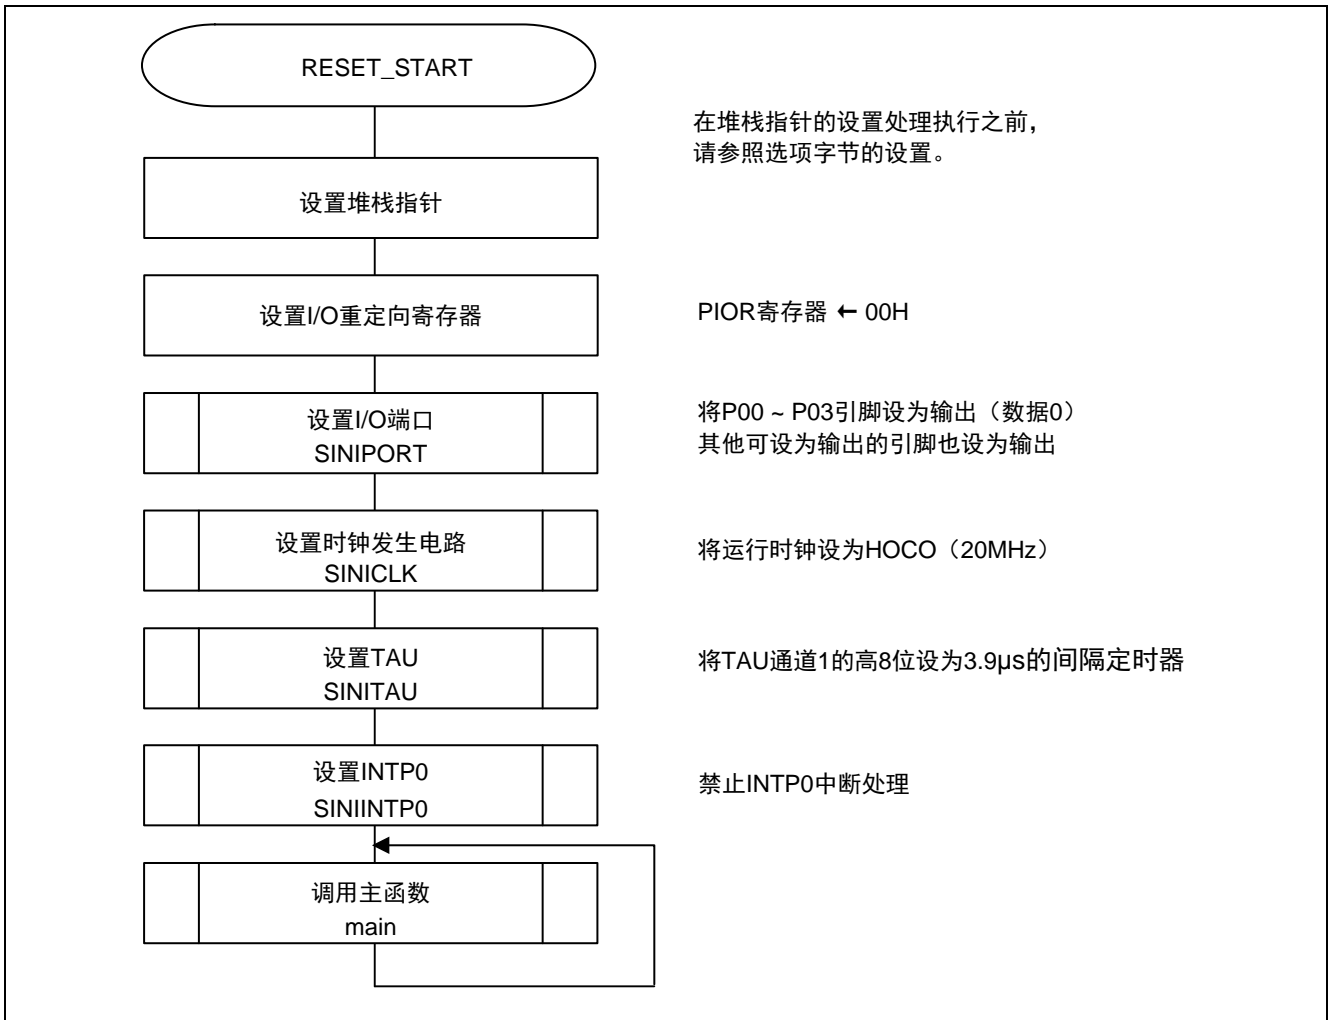 RESET_START
在堆栈指针的设置处理执行之前，
请参照选项字节的设置。
设置堆栈指针
设置I/O重定向寄存器
PIOR寄存器 ← 00H
设置I/O端口
SINIPORT
将P00 ~ P03引脚设为输出（数据0）
其他可设为输出的引脚也设为输出
设置时钟发生电路
SINICLK
将运行时钟设为HOCO（20MHz）
设置TAU
SINITAU
将TAU通道1的高8位设为3.9μs的间隔定时器
设置INTP0
SINIINTP0
禁止INTP0中断处理
调用主函数
main